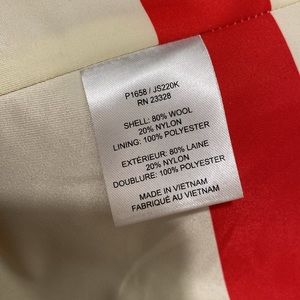 P1658 / JS220K
RN 23328
SHELL: 80% WOOL
20% NYLON
LINING: 100% POLYESTER
EXTÉRIEUR: 80% LAINE
20% NYLON
DOUBLURE: 100% POLYESTER
MADE IN VIETNAM
FABRIQUÉ AU VIETNAM